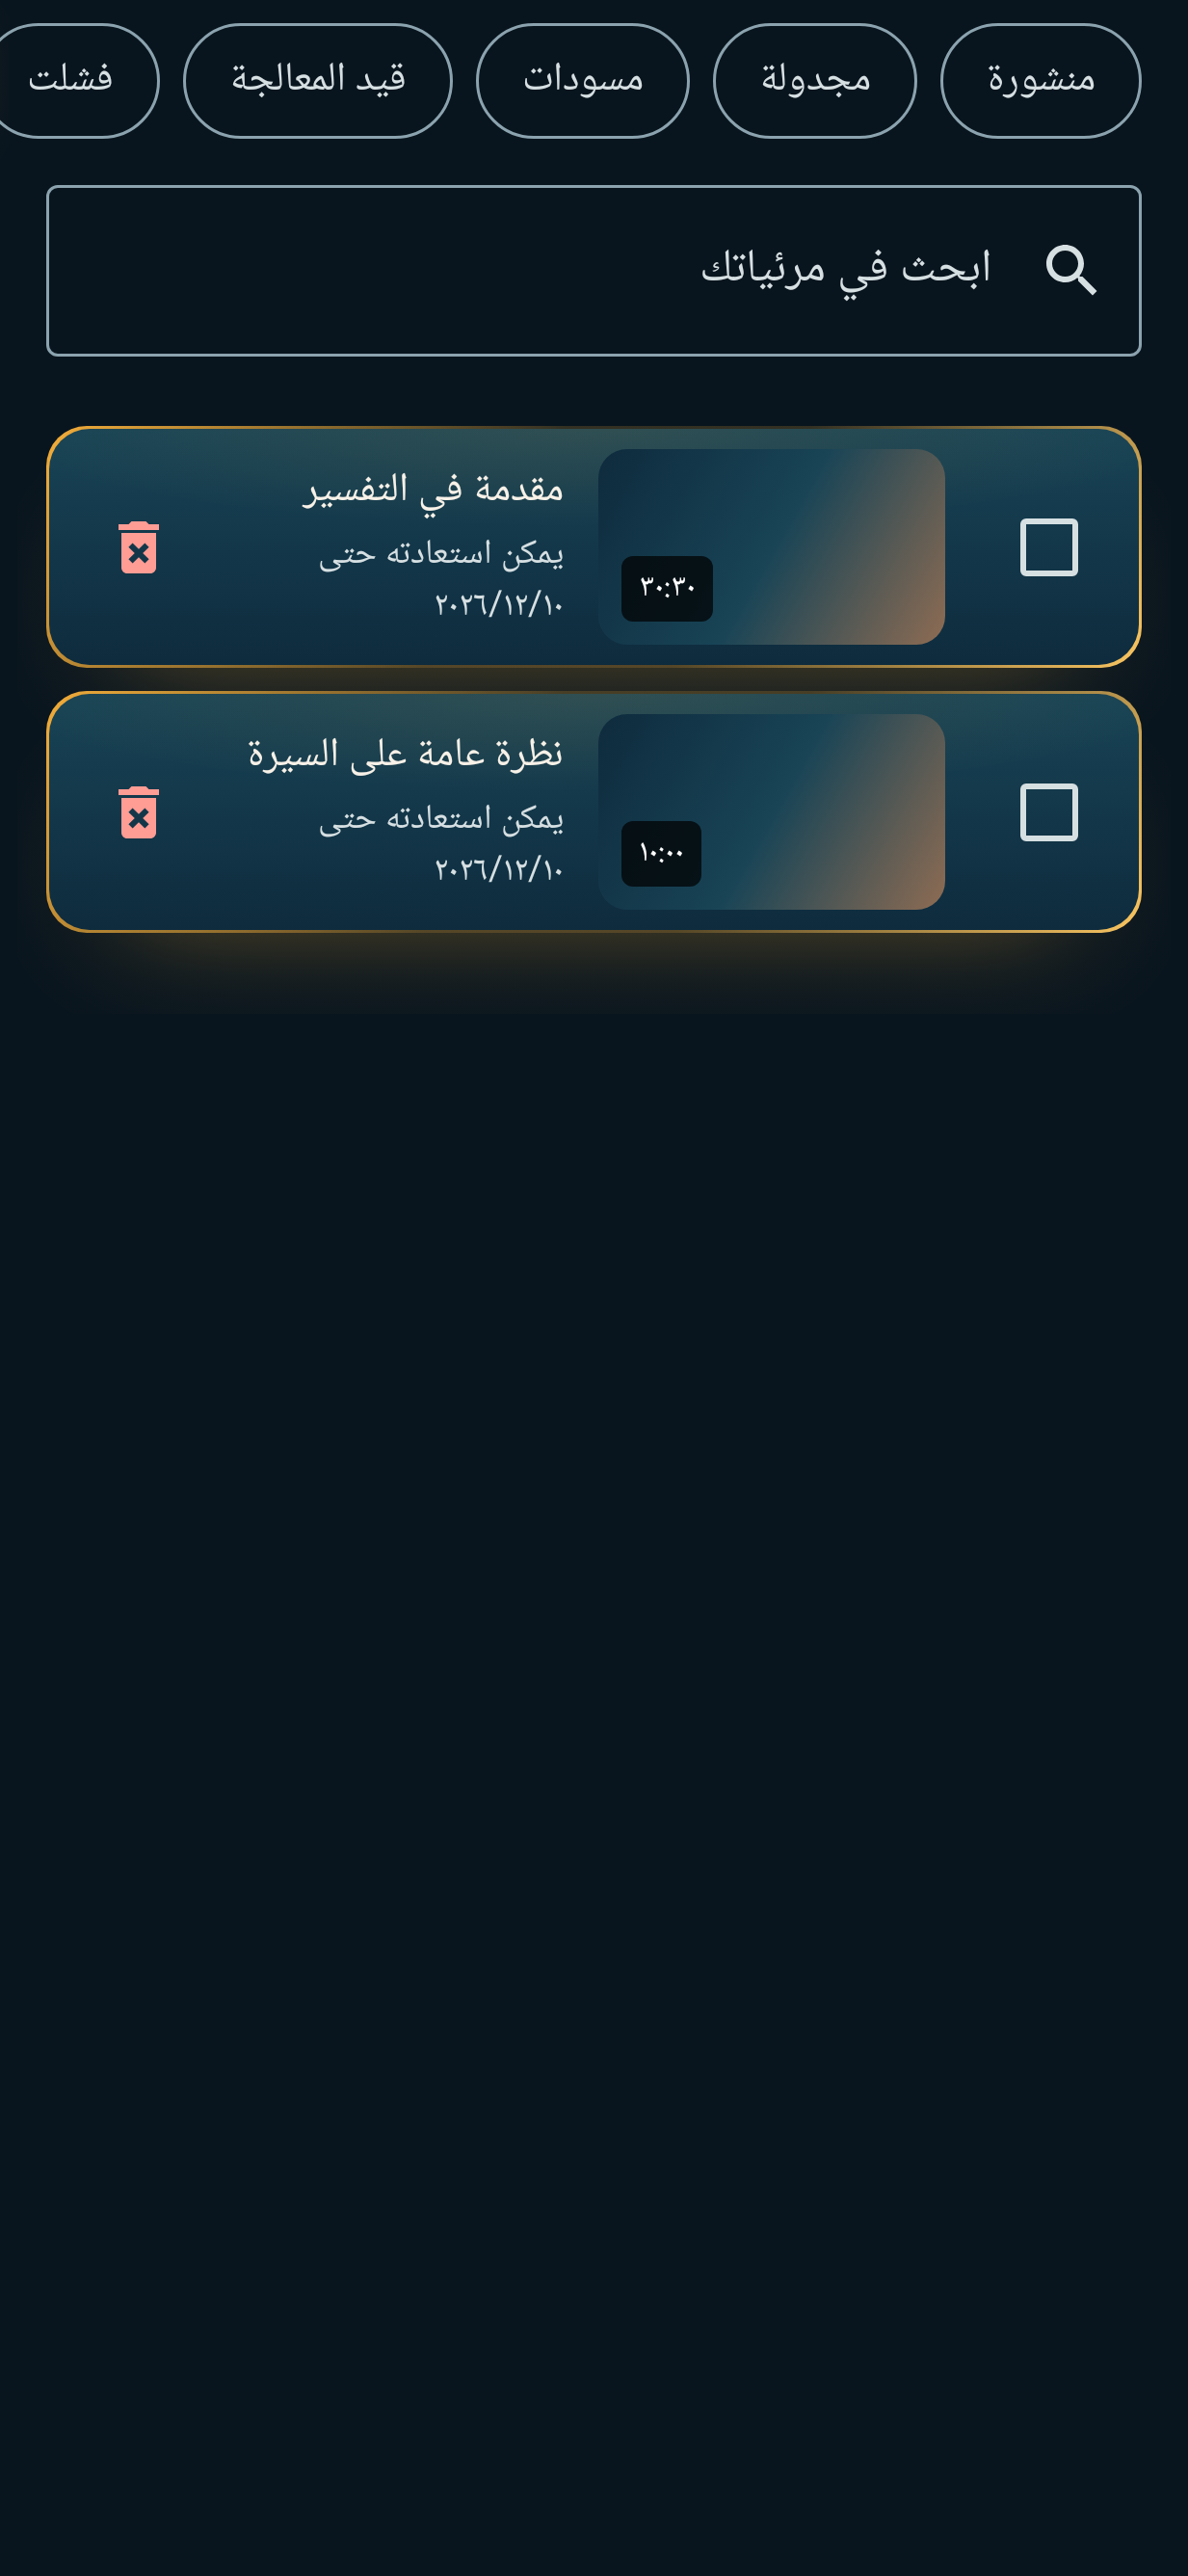 منشورة
مجدولة
مسودات
قيد المعالجة
فشلت
ابحث في مرئياتك
مقدمة في التفسير
يمكن استعادته حتى
٢٠٢٦/١٢/١٠
٣٠:٣٠
نظرة عامة على السيرة
يمكن استعادته حتى
٢٠٢٦/١٢/١٠
١٠:٠٠